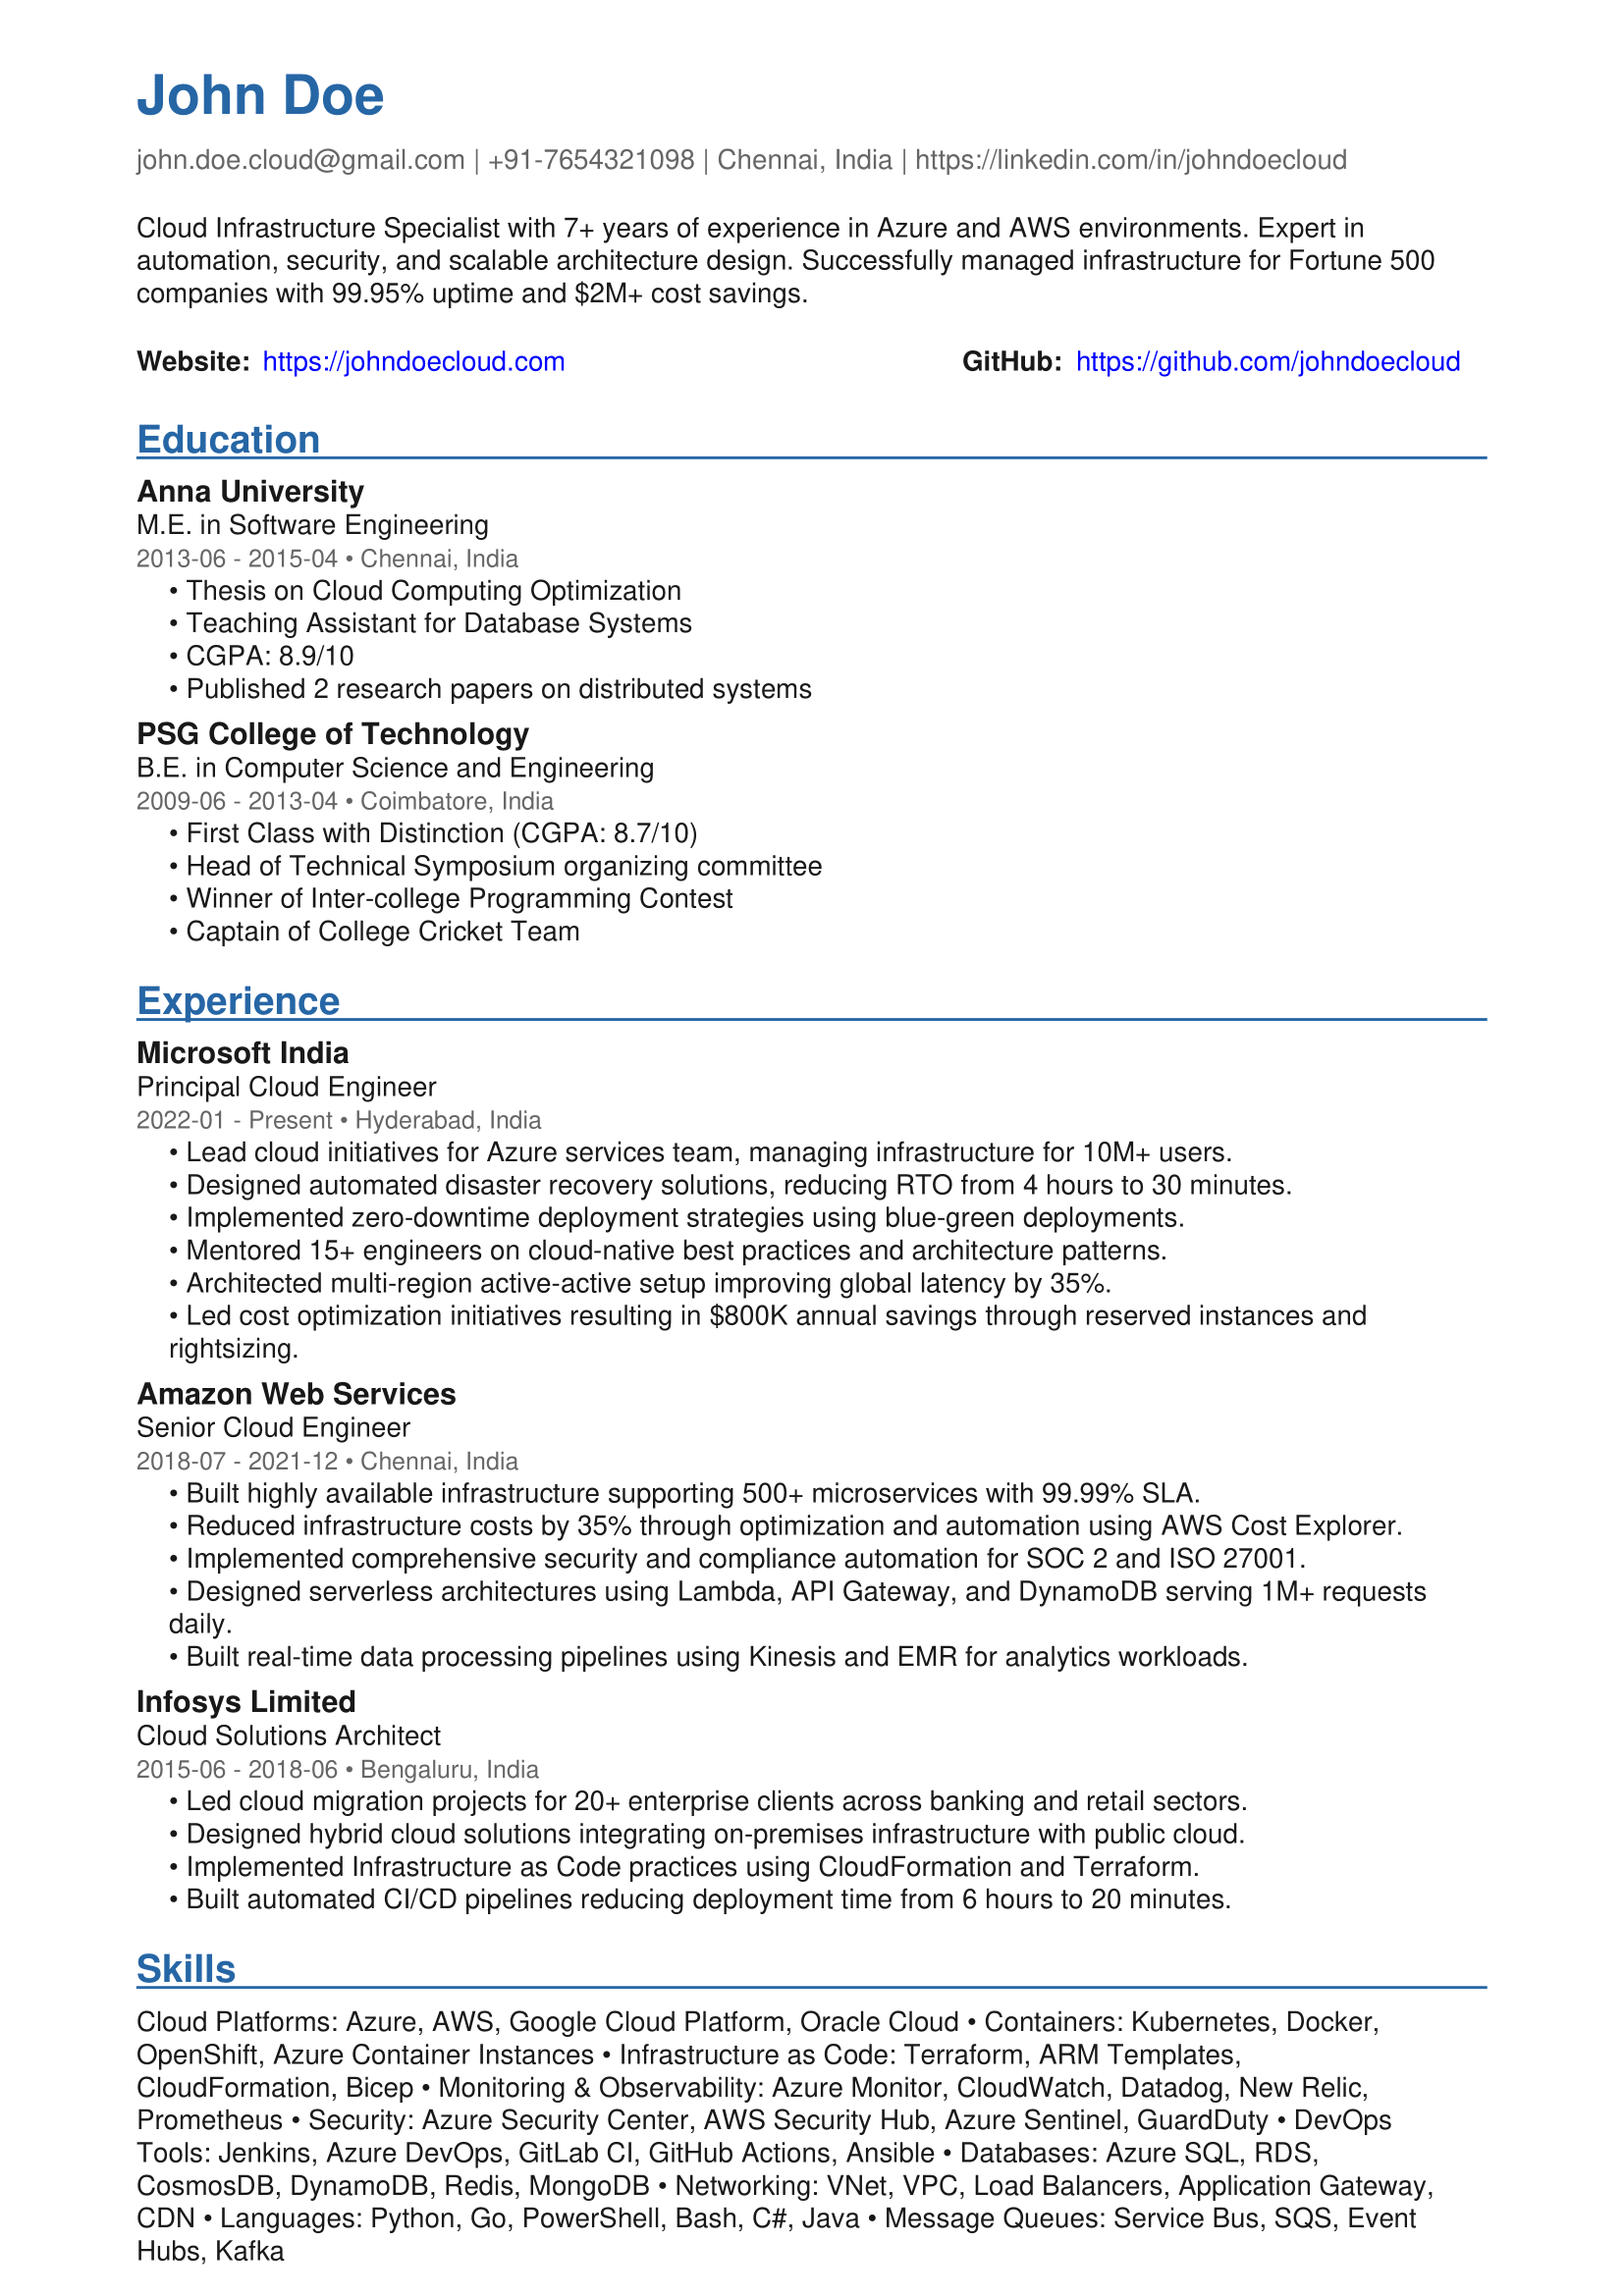 John Doe
john.doe.cloud@gmail.com | +91-7654321098 | Chennai, India | https://linkedin.com/in/johndoecloud
Cloud Infrastructure Specialist with 7+ years of experience in Azure and AWS environments. Expert in
automation, security, and scalable architecture design. Successfully managed infrastructure for Fortune 500
companies with 99.95% uptime and $2M+ cost savings.
Website: https://johndoecloud.com GitHub: https://github.com/johndoecloud
Education
Anna University
M.E. in Software Engineering
2013-06 - 2015-04 • Chennai, India
• Thesis on Cloud Computing Optimization
• Teaching Assistant for Database Systems
• CGPA: 8.9/10
• Published 2 research papers on distributed systems
PSG College of Technology
B.E. in Computer Science and Engineering
2009-06 - 2013-04 • Coimbatore, India
• First Class with Distinction (CGPA: 8.7/10)
• Head of Technical Symposium organizing committee
• Winner of Inter-college Programming Contest
• Captain of College Cricket Team
Experience
Microsoft India
Principal Cloud Engineer
2022-01 - Present • Hyderabad, India
• Lead cloud initiatives for Azure services team, managing infrastructure for 10M+ users.
• Designed automated disaster recovery solutions, reducing RTO from 4 hours to 30 minutes.
• Implemented zero-downtime deployment strategies using blue-green deployments.
• Mentored 15+ engineers on cloud-native best practices and architecture patterns.
• Architected multi-region active-active setup improving global latency by 35%.
• Led cost optimization initiatives resulting in $800K annual savings through reserved instances and
rightsizing.
Amazon Web Services
Senior Cloud Engineer
2018-07 - 2021-12 • Chennai, India
• Built highly available infrastructure supporting 500+ microservices with 99.99% SLA.
• Reduced infrastructure costs by 35% through optimization and automation using AWS Cost Explorer.
• Implemented comprehensive security and compliance automation for SOC 2 and ISO 27001.
• Designed serverless architectures using Lambda, API Gateway, and DynamoDB serving 1M+ requests
daily.
• Built real-time data processing pipelines using Kinesis and EMR for analytics workloads.
Infosys Limited
Cloud Solutions Architect
2015-06 - 2018-06 • Bengaluru, India
• Led cloud migration projects for 20+ enterprise clients across banking and retail sectors.
• Designed hybrid cloud solutions integrating on-premises infrastructure with public cloud.
• Implemented Infrastructure as Code practices using CloudFormation and Terraform.
• Built automated CI/CD pipelines reducing deployment time from 6 hours to 20 minutes.
Skills
Cloud Platforms: Azure, AWS, Google Cloud Platform, Oracle Cloud • Containers: Kubernetes, Docker,
OpenShift, Azure Container Instances • Infrastructure as Code: Terraform, ARM Templates,
CloudFormation, Bicep • Monitoring & Observability: Azure Monitor, CloudWatch, Datadog, New Relic,
Prometheus • Security: Azure Security Center, AWS Security Hub, Azure Sentinel, GuardDuty • DevOps
Tools: Jenkins, Azure DevOps, GitLab CI, GitHub Actions, Ansible • Databases: Azure SQL, RDS,
CosmosDB, DynamoDB, Redis, MongoDB • Networking: VNet, VPC, Load Balancers, Application Gateway,
CDN • Languages: Python, Go, PowerShell, Bash, C#, Java • Message Queues: Service Bus, SQS, Event
Hubs, Kafka